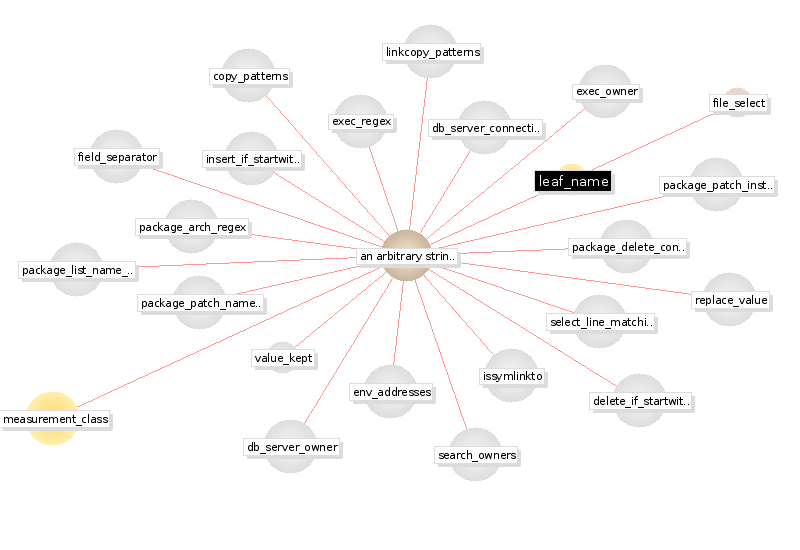 linkcopy_patterns
copy_patterns
exec_owner
file_select
exec_regex
db_server_connecti..
field_separator
insert_if_startwit..
leaf_name
package_patch_inst..
package_arch_regex
package_delete_con..
an arbitrary strin..
package_list_name_..
package_patch_name..
replace_value
select_line_matchi..
value_kept
issymlinkto
env_addresses
delete_if_startwit..
measurement_class
db_server_owner
search_owners